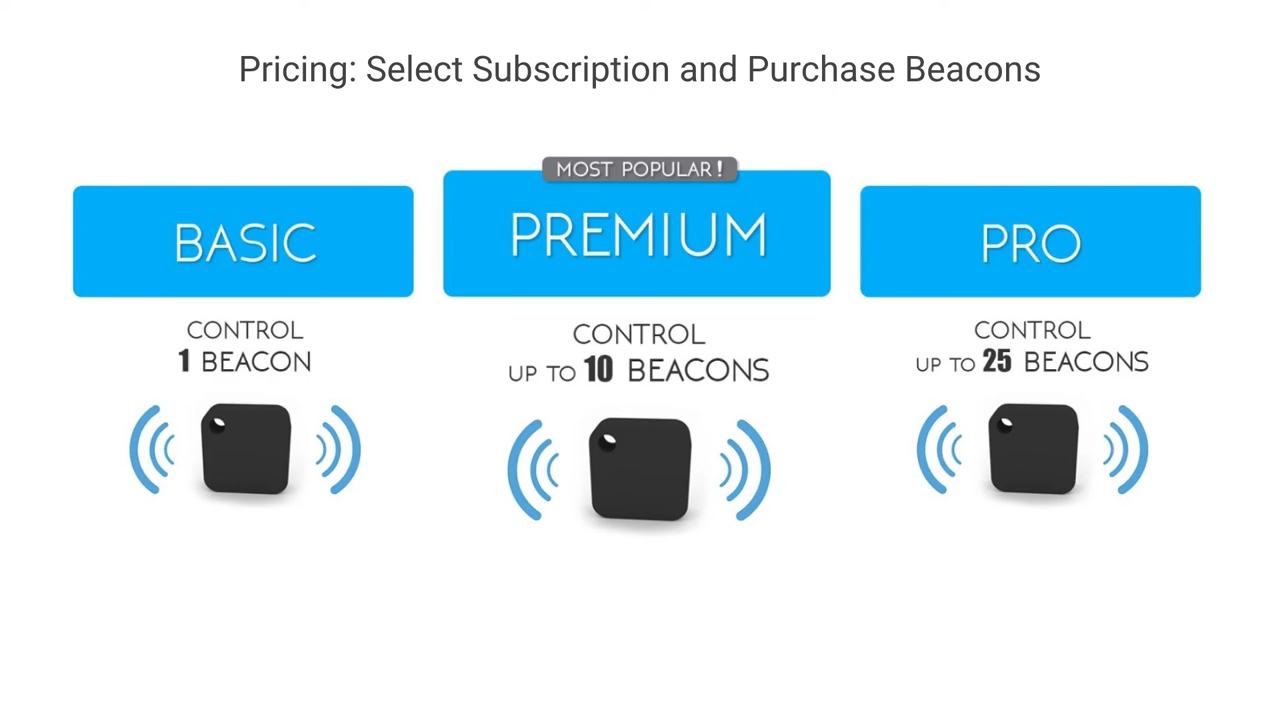 Pricing: Select Subscription and Purchase Beacons
BASIC
CONTROL
1 BEACON
MOST POPULAR!
PREMIUM
CONTROL
UP TO 10 BEACONS
PRO
CONTROL
UP TO 25 BEACONS